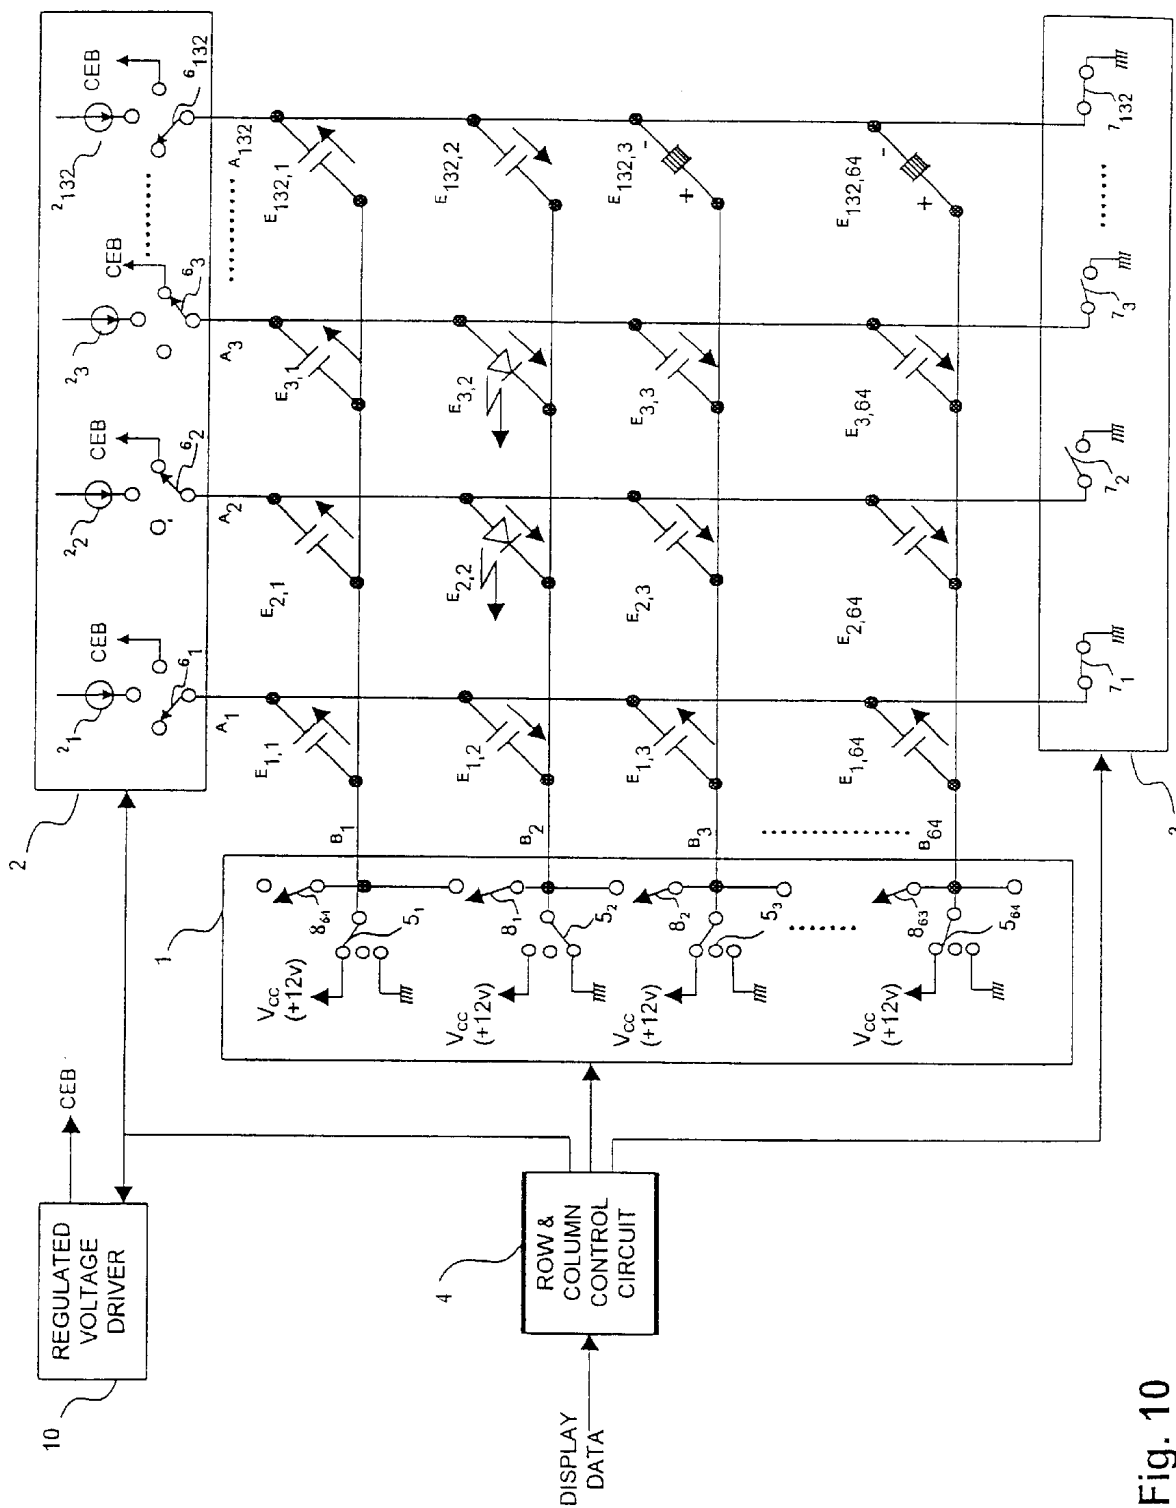 2
2₁
2₂
2₃
2₁₃₂
CEB
CEB
CEB
CEB
6₁
6₂
6₃
6₁₃₂
A₁
A₂
A₃
A₁₃₂
E₁,₁
E₂,₁
E₃,₁
E₁₃₂,₁
E₁,₂
E₂,₂
E₃,₂
E₁₃₂,₂
E₁,₃
E₂,₃
E₃,₃
E₁₃₂,₃
- +
E₁,₆₄
E₂,₆₄
E₃,₆₄
E₁₃₂,₆₄
- +
B₁
B₂
B₃
B₆₄
1
8₆₄
5₁
Vcc
(+12v)
8₁
5₂
Vcc
(+12v)
8₂
5₃
Vcc
(+12v)
8₆₃
5₆₄
Vcc
(+12v)
7₁
7₂
7₃
7₁₃₂
3
REGULATED
VOLTAGE
DRIVER
CEB
10
4
ROW &
COLUMN
CONTROL
CIRCUIT
DISPLAY
DATA
Fig. 10